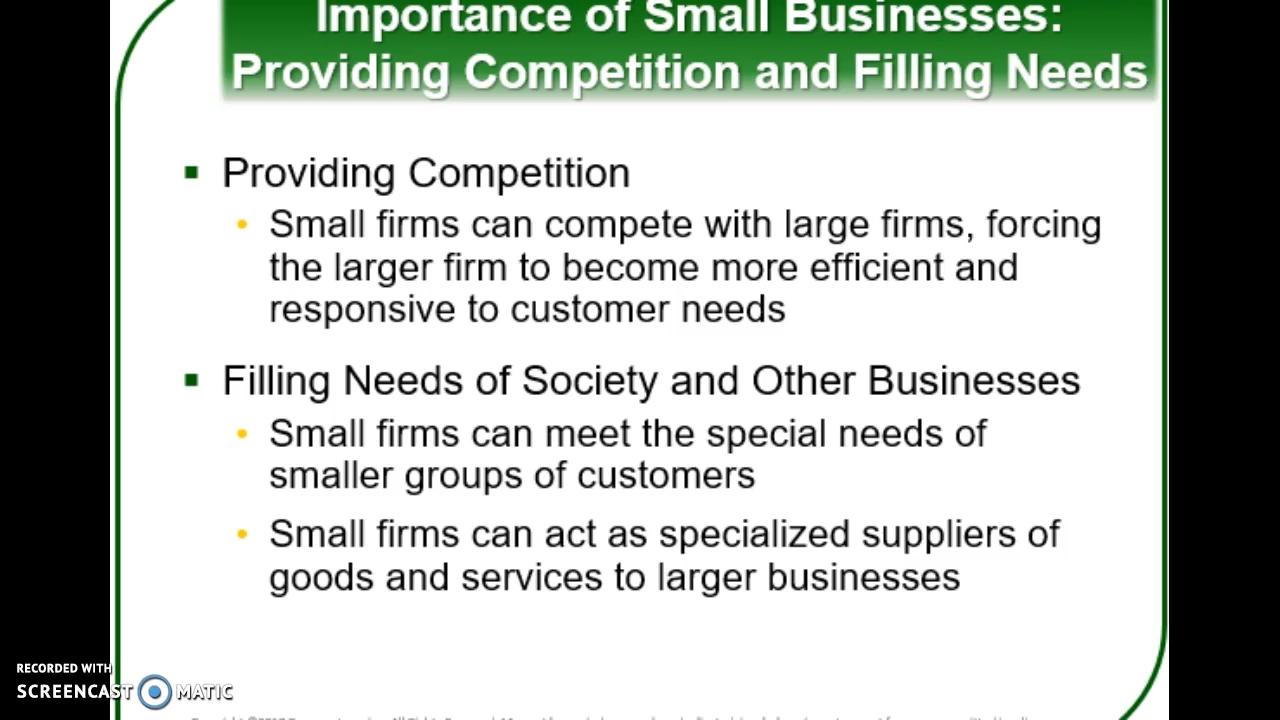 Importance of Small Businesses:
Providing Competition and Filling Needs
▪ Providing Competition
• Small firms can compete with large firms, forcing
the larger firm to become more efficient and
responsive to customer needs
▪ Filling Needs of Society and Other Businesses
• Small firms can meet the special needs of
smaller groups of customers
• Small firms can act as specialized suppliers of
goods and services to larger businesses
RECORDED WITH
SCREENCAST MATIC